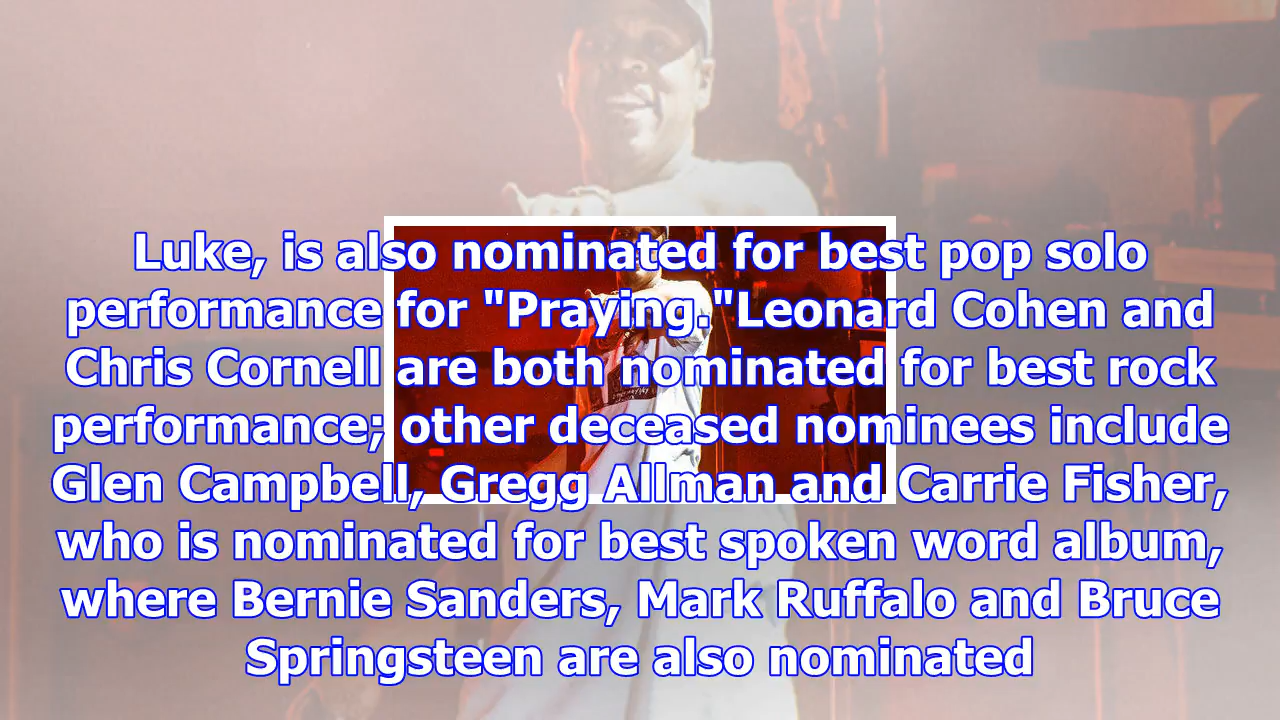 Luke, is also nominated for best pop solo
performance for "Praying."Leonard Cohen and
Chris Cornell are both nominated for best rock
performance; other deceased nominees include
Glen Campbell, Gregg Allman and Carrie Fisher,
who is nominated for best spoken word album,
where Bernie Sanders, Mark Ruffalo and Bruce
Springsteen are also nominated